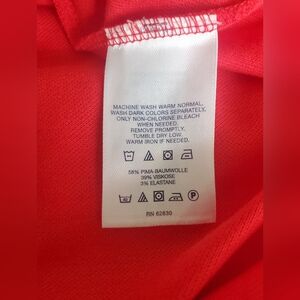 MACHINE WASH WARM NORMAL,
WASH DARK COLORS SEPARATELY,
ONLY NON-CHLORINE BLEACH
WHEN NEEDED.
REMOVE PROMPTLY,
TUMBLE DRY LOW.
WARM IRON IF NEEDED.
58% PIMA-BAUMWOLLE
39% VISKOSE
3% ELASTANE
P
RN 62830